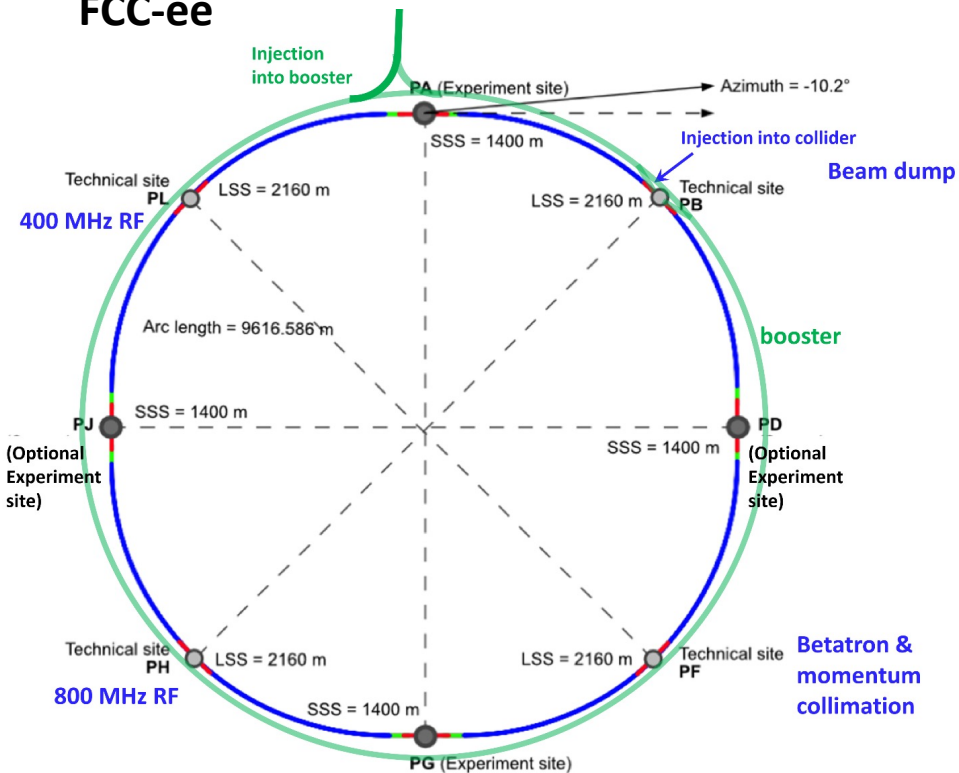 FCC-ee
Injection
into booster
PA (Experiment site)
Azimuth = -10.2°
SSS = 1400 m
Injection into collider
Beam dump
Technical site
PL
LSS = 2160 m
400 MHz RF
LSS = 2160 m
Technical site
PB
Arc length = 9616.586 m
booster
PJ
SSS = 1400 m
(Optional
Experiment
site)
PD
SSS = 1400 m
(Optional
Experiment
site)
Technical site
PH
LSS = 2160 m
800 MHz RF
LSS = 2160 m
Technical site
PF
Betatron &
momentum
collimation
SSS = 1400 m
PG (Experiment site)